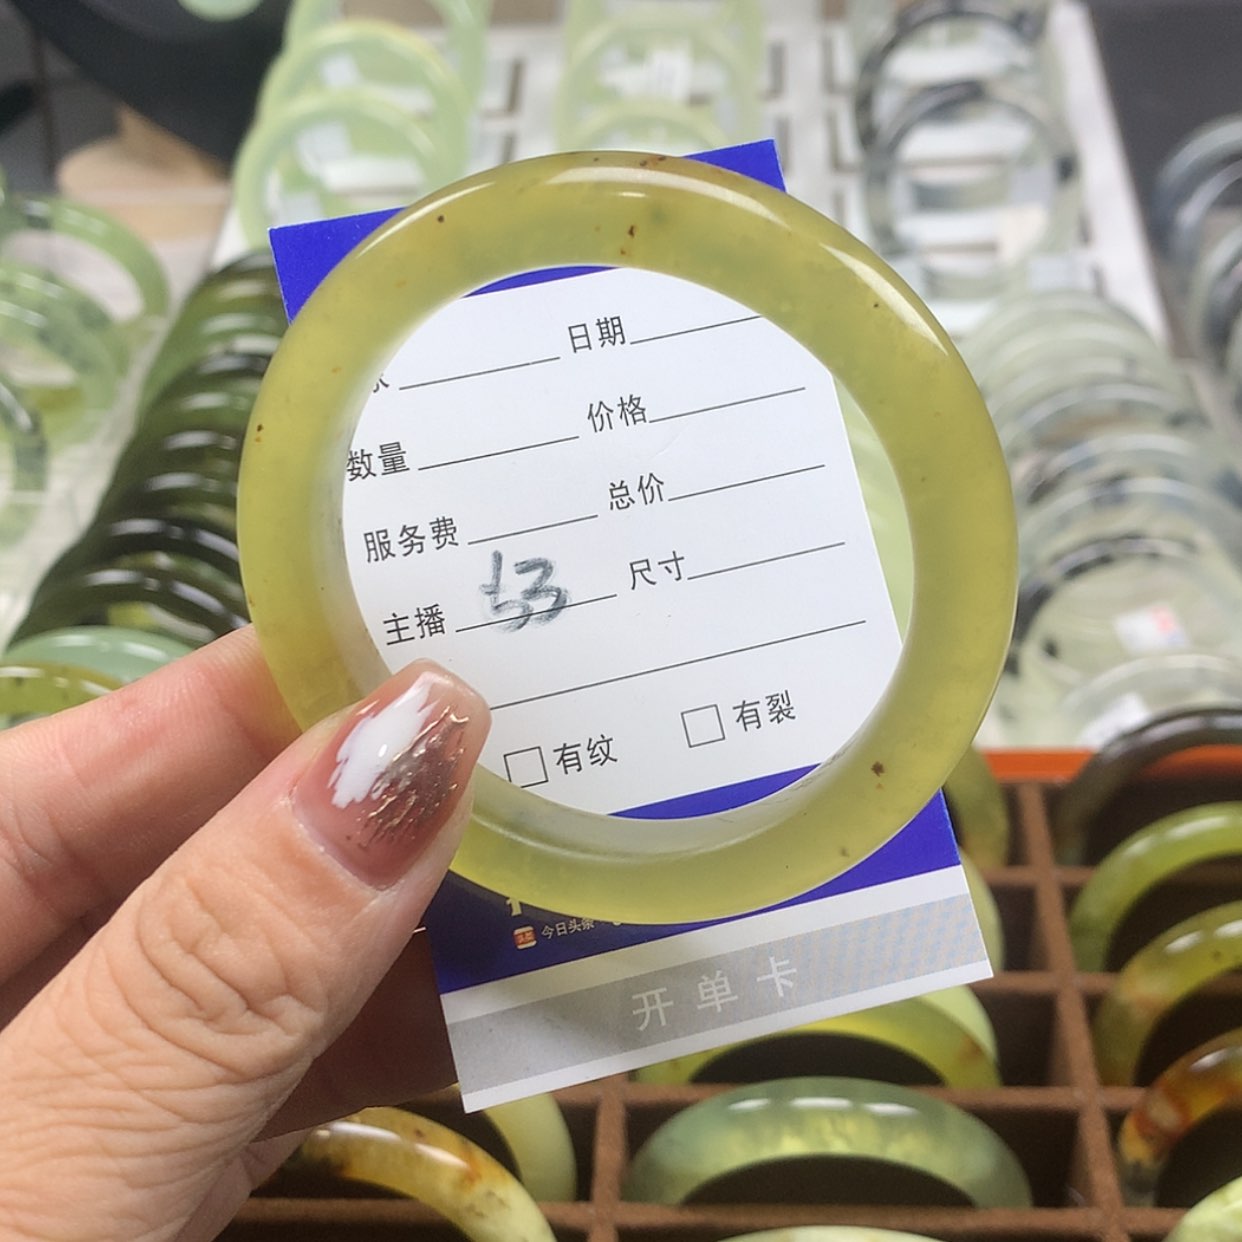 日期
价格
数量
总价
服务费
尺寸
主播 53
有纹 有裂
今日头条
开单卡